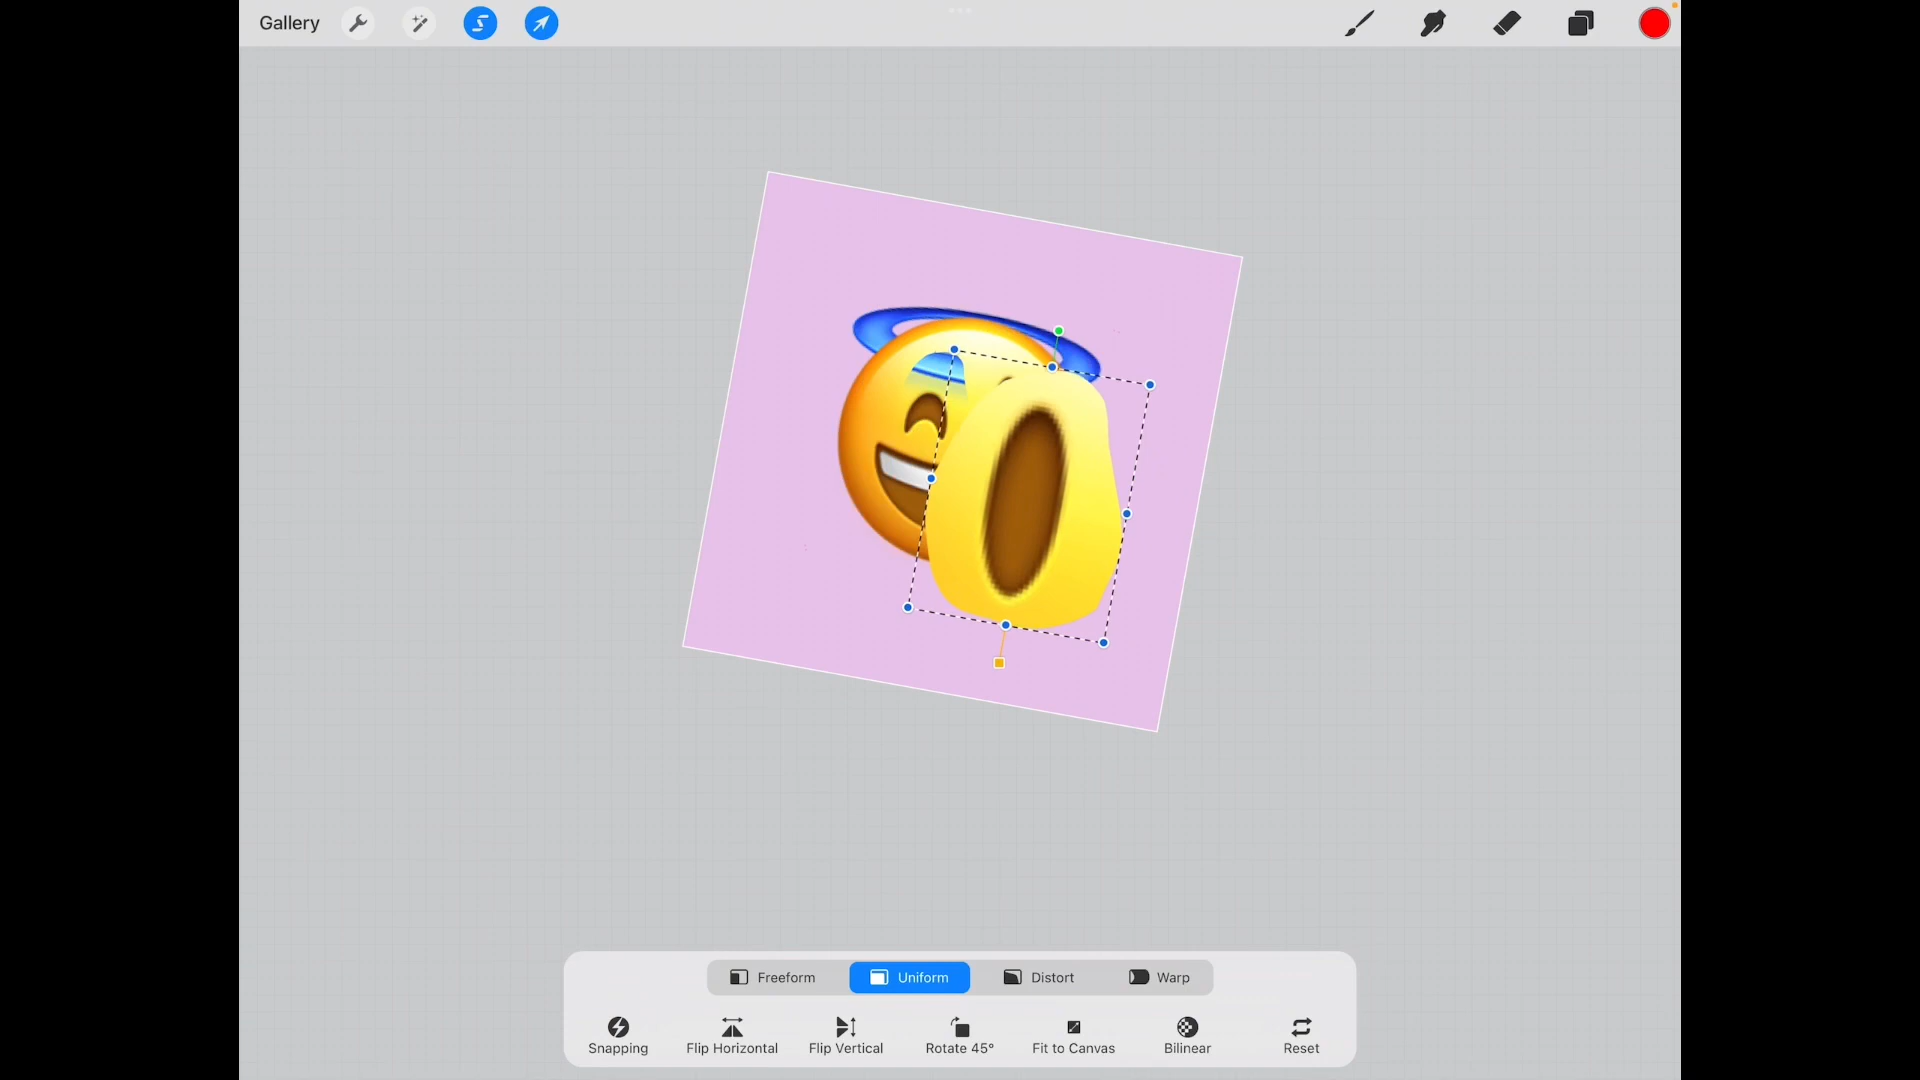 Gallery
Freeform Uniform Distort Warp
Snapping Flip Horizontal Flip Vertical Rotate 45° Fit to Canvas Bilinear Reset